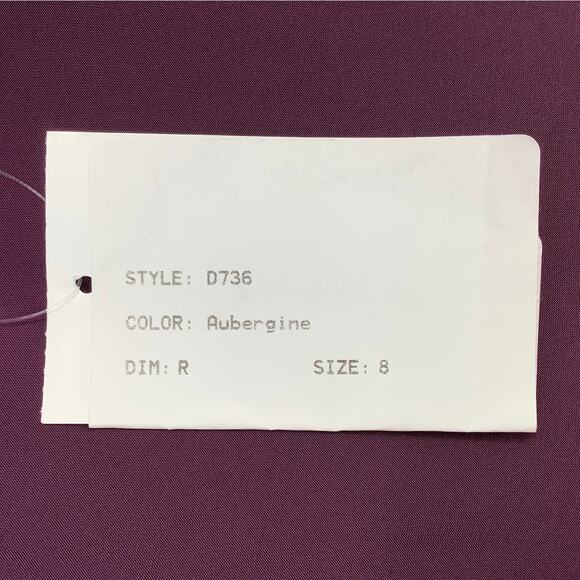 STYLE: D736
COLOR: Aubergine
DIM: R SIZE: 8